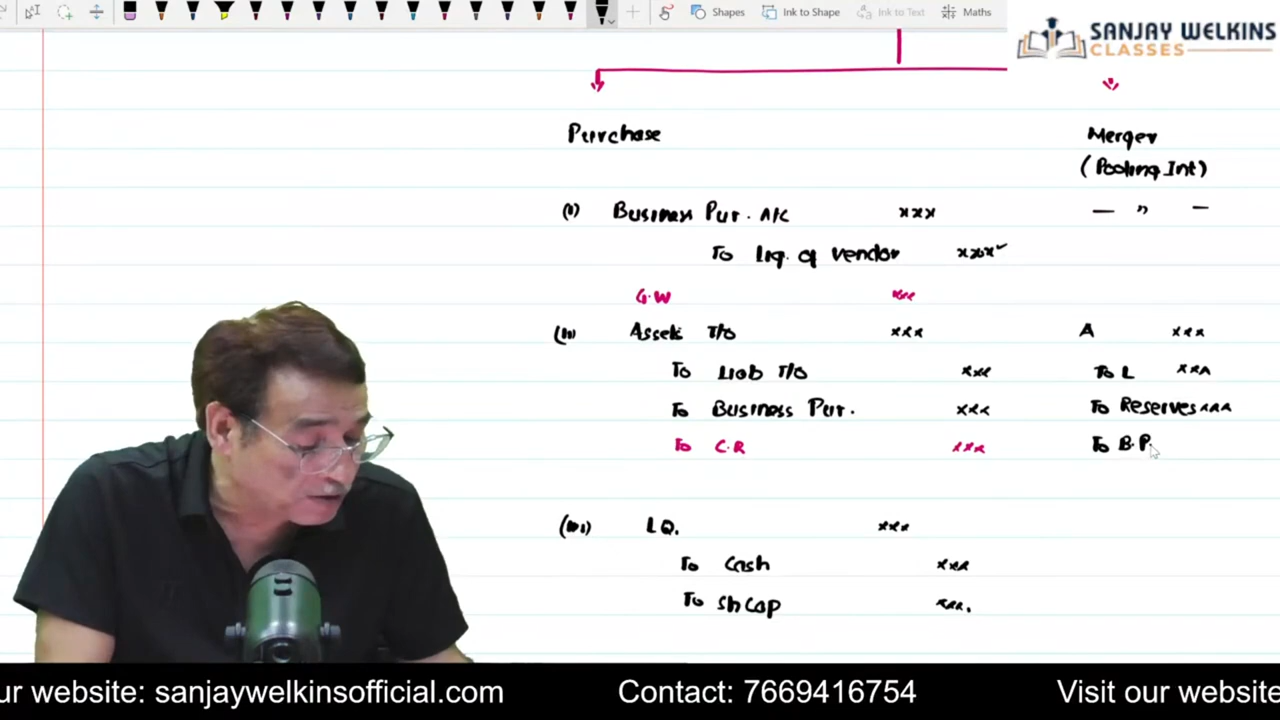 Shapes Ink to Shape Ink to Text Maths
SANJAY WELKINS
CLASSES
Purchase Merger
(Pooling Int)
(i) Business Pur. A/c xxx — " —
To Liq. of vendor xxx
G.W xxx
(ii) Assets T/o xxx A xxx
To Liab T/o xxx To L xxx
To Business Pur. xxx To Reserves xxx
To C.R xxx To B.P.
(iii) LQ. xxx
To Cash xxx
To Sh Cap xxx.
ur website: sanjaywelkinsofficial.com Contact: 7669416754 Visit our website